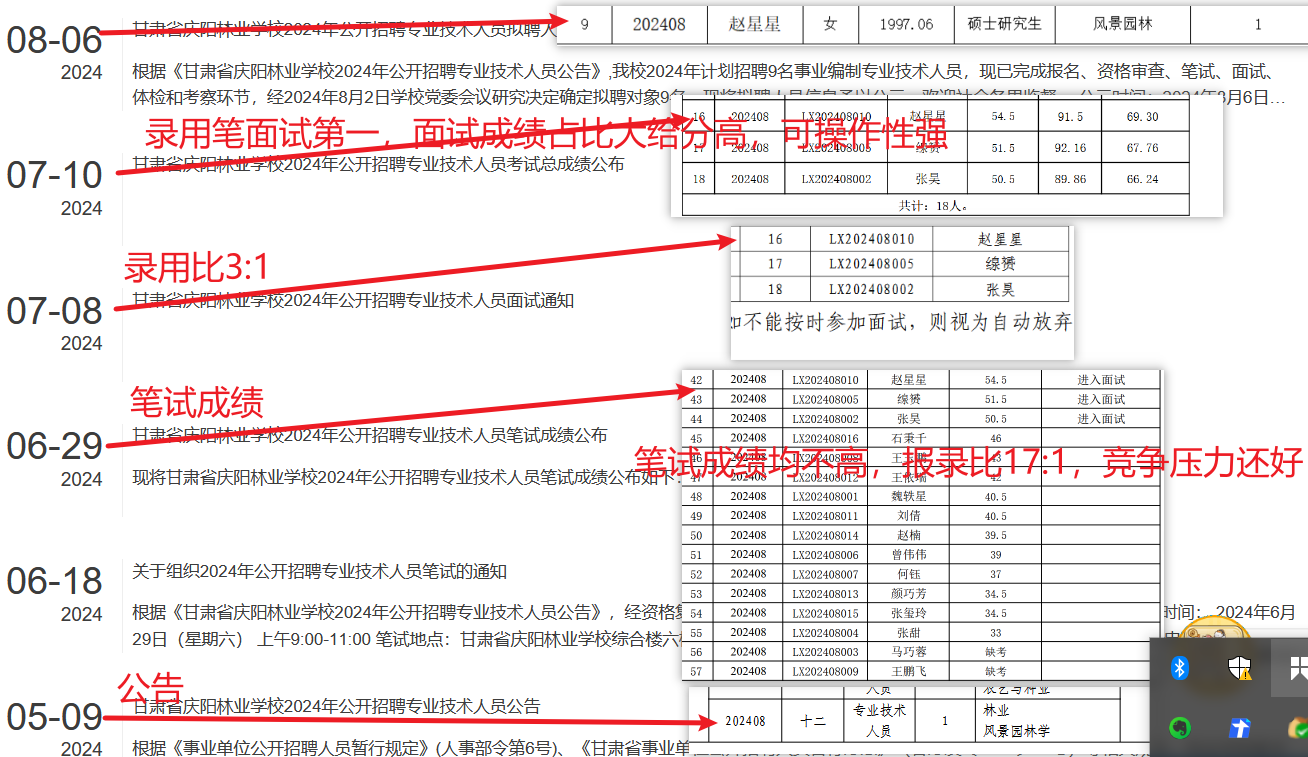 08-06
2024
甘肃省庆阳林业学校2024年公开招聘专业技术人员拟聘人
9 202408 赵星星 女 1997.06 硕士研究生 风景园林 1
根据《甘肃省庆阳林业学校2024年公开招聘专业技术人员公告》,我校2024年计划招聘9名事业编制专业技术人员，现已完成报名、资格审查、笔试、面试、
体检和考察环节，经2024年8月2日学校党委会议研究决定确定拟聘对象9名
录用笔面试第一，面试成绩占比大给分高，可操作性强
16 202408 LX202408010 赵星星 54.5 91.5 69.30
17 202408 LX202408005 缐赟 51.5 92.16 67.76
18 202408 LX202408002 张昊 50.5 89.86 66.24
共计：18人。
07-10
2024
甘肃省庆阳林业学校2024年公开招聘专业技术人员考试总成绩公布
录用比3:1
16 LX202408010 赵星星
17 LX202408005 缐赟
18 LX202408002 张昊
如不能按时参加面试，则视为自动放弃
07-08
2024
甘肃省庆阳林业学校2024年公开招聘专业技术人员面试通知
笔试成绩
06-29
2024
甘肃省庆阳林业学校2024年公开招聘专业技术人员笔试成绩公布
现将甘肃省庆阳林业学校2024年公开招聘专业技术人员笔试成绩公布如下：
笔试成绩均不高，报录比17:1，竞争压力还好
42 202408 LX202408010 赵星星 54.5 进入面试
43 202408 LX202408005 缐赟 51.5 进入面试
44 202408 LX202408002 张昊 50.5 进入面试
45 202408 LX202408016 石秉千 46
46 202408 43
47 202408 LX202408012 42
48 202408 LX202408001 魏轶星 40.5
49 202408 LX202408011 刘倩 40.5
50 202408 LX202408014 赵楠 39.5
51 202408 LX202408006 曾伟伟 39
52 202408 LX202408007 何钰 37
53 202408 LX202408013 颜巧芳 34.5
54 202408 LX202408015 张玺玲 34.5
55 202408 LX202408004 张甜 33
56 202408 LX202408003 马巧蓉 缺考
57 202408 LX202408009 王鹏飞 缺考
06-18
2024
关于组织2024年公开招聘专业技术人员笔试的通知
根据《甘肃省庆阳林业学校2024年公开招聘专业技术人员公告》，经资格 时间： 2024年6月
29日（星期六） 上午9:00-11:00 笔试地点：甘肃省庆阳林业学校综合楼六
公告
05-09
2024
甘肃省庆阳林业学校2024年公开招聘专业技术人员公告
人员 农艺与种业
202408 十二 专业技术人员 1 林业
风景园林学
根据《事业单位公开招聘人员暂行规定》(人事部令第6号)、《甘肃省事业单